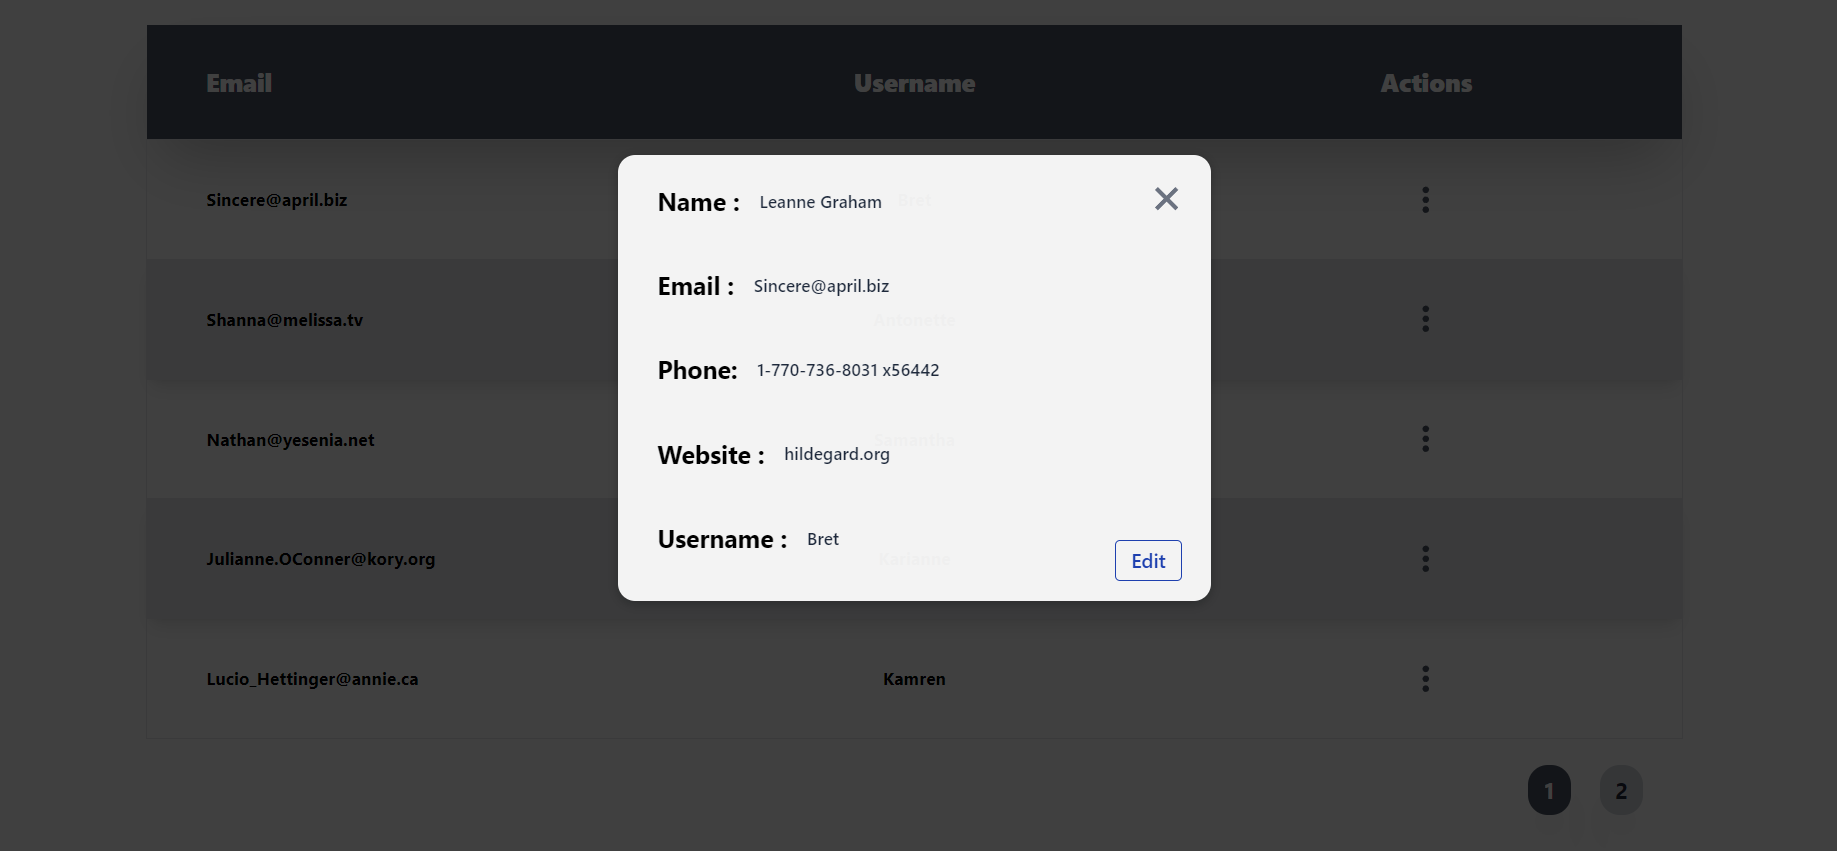 Email Username Actions
Sincere@april.biz
Name : Leanne Graham Bret
Email : Sincere@april.biz
Shanna@melissa.tv Antonette
Phone: 1-770-736-8031 x56442
Nathan@yesenia.net Samantha
Website : hildegard.org
Username : Bret
Julianne.OConner@kory.org Karianne
Edit
Lucio_Hettinger@annie.ca Kamren
1 2